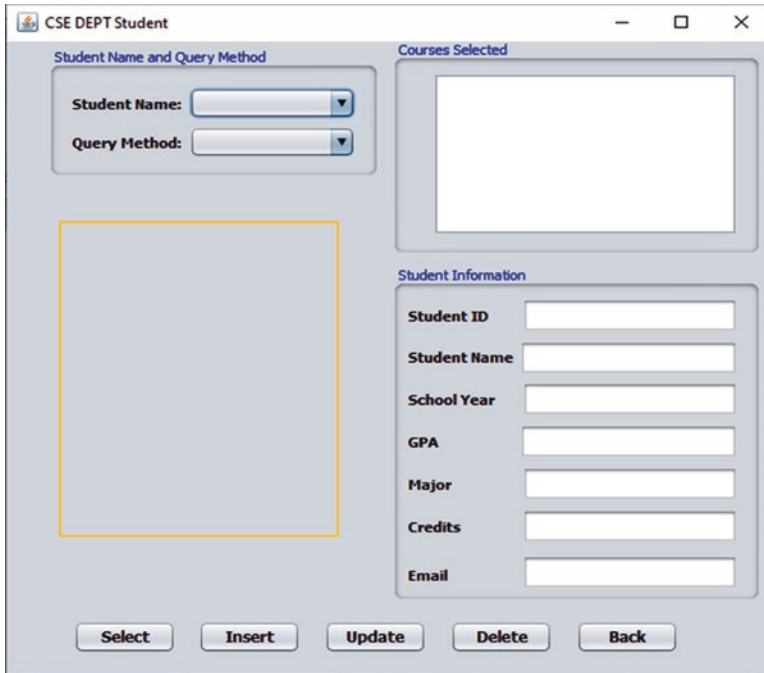 CSE DEPT Student
Student Name and Query Method
Student Name:
Query Method:
Courses Selected
Student Information
Student ID
Student Name
School Year
GPA
Major
Credits
Email
Select Insert Update Delete Back